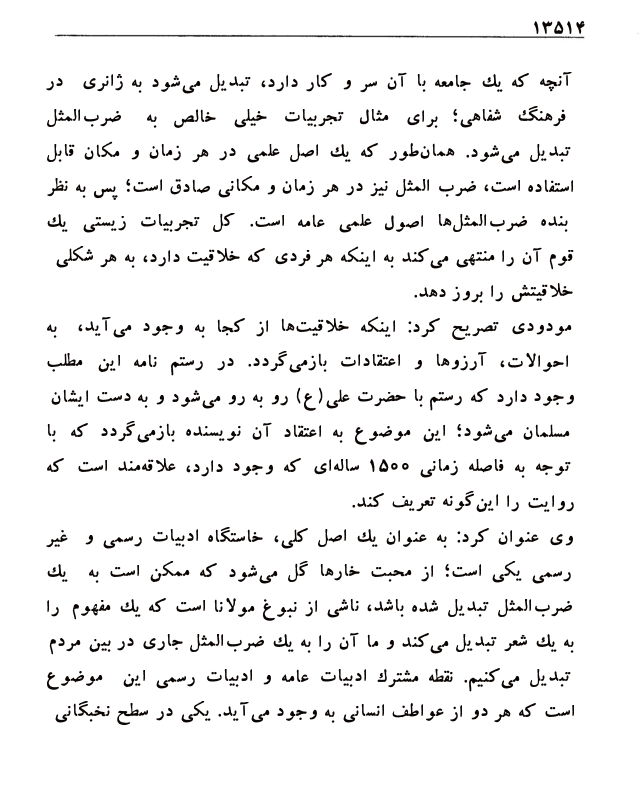 ۱۳۵۱۴
آنچه که یك جامعه با آن سر و کار دارد، تبدیل می‌شود به ژانری در
فرهنگ شفاهی؛ برای مثال تجربیات خیلی خالص به ضرب‌المثل
تبدیل می‌شود. همان‌طور که یك اصل علمی در هر زمان و مکان قابل
استفاده است، ضرب المثل نیز در هر زمان و مکانی صادق است؛ پس به نظر
بنده ضرب‌المثل‌ها اصول علمی عامه است. کل تجربیات زیستی یك
قوم آن را منتهی می‌کند به اینکه هر فردی که خلاقیت دارد، به هر شکلی
خلاقیتش را بروز دهد.
مودودی تصریح کرد: اینکه خلاقیت‌ها از کجا به وجود می‌آید، به
احوالات، آرزوها و اعتقادات بازمی‌گردد. در رستم نامه این مطلب
وجود دارد که رستم با حضرت علی(ع) رو به رو می‌شود و به دست ایشان
مسلمان می‌شود؛ این موضوع به اعتقاد آن نویسنده بازمی‌گردد که با
توجه به فاصله زمانی ۱۵۰۰ ساله‌ای که وجود دارد، علاقه‌مند است که
روایت را این‌گونه تعریف کند.
وی عنوان کرد: به عنوان یك اصل کلی، خاستگاه ادبیات رسمی و غیر
رسمی یکی است؛ از محبت خارها گل می‌شود که ممکن است به یك
ضرب‌المثل تبدیل شده باشد، ناشی از نبوغ مولانا است که یك مفهوم را
به یك شعر تبدیل می‌کند و ما آن را به یك ضرب‌المثل جاری در بین مردم
تبدیل می‌کنیم. نقطه مشترك ادبیات عامه و ادبیات رسمی این موضوع
است که هر دو از عواطف انسانی به وجود می‌آید. یکی در سطح نخبگانی